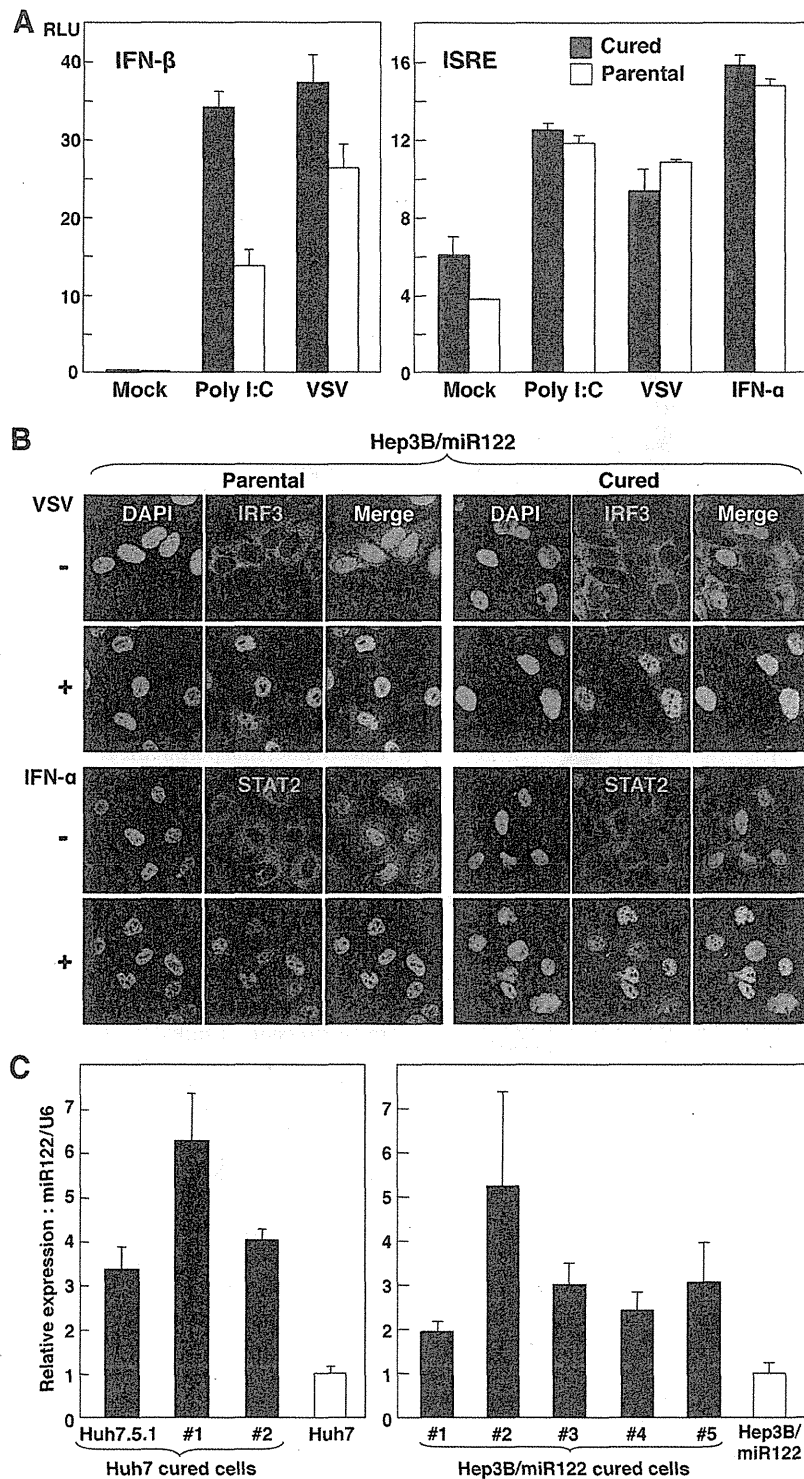 A
RLU
IFN-β
40
30
20
10
0
Mock
Poly I:C
VSV
ISRE
Cured
Parental
16
12
8
4
0
Mock
Poly I:C
VSV
IFN-α
B
Hep3B/miR122
Parental
Cured
VSV
DAPI
IRF3
Merge
DAPI
IRF3
Merge
-
+
IFN-α
STAT2
STAT2
-
+
C
Relative expression : miR122/U6
7
6
5
4
3
2
1
0
Huh7.5.1
#1
#2
Huh7
Huh7 cured cells
7
6
5
4
3
2
1
0
#1
#2
#3
#4
#5
Hep3B/
miR122
Hep3B/miR122 cured cells